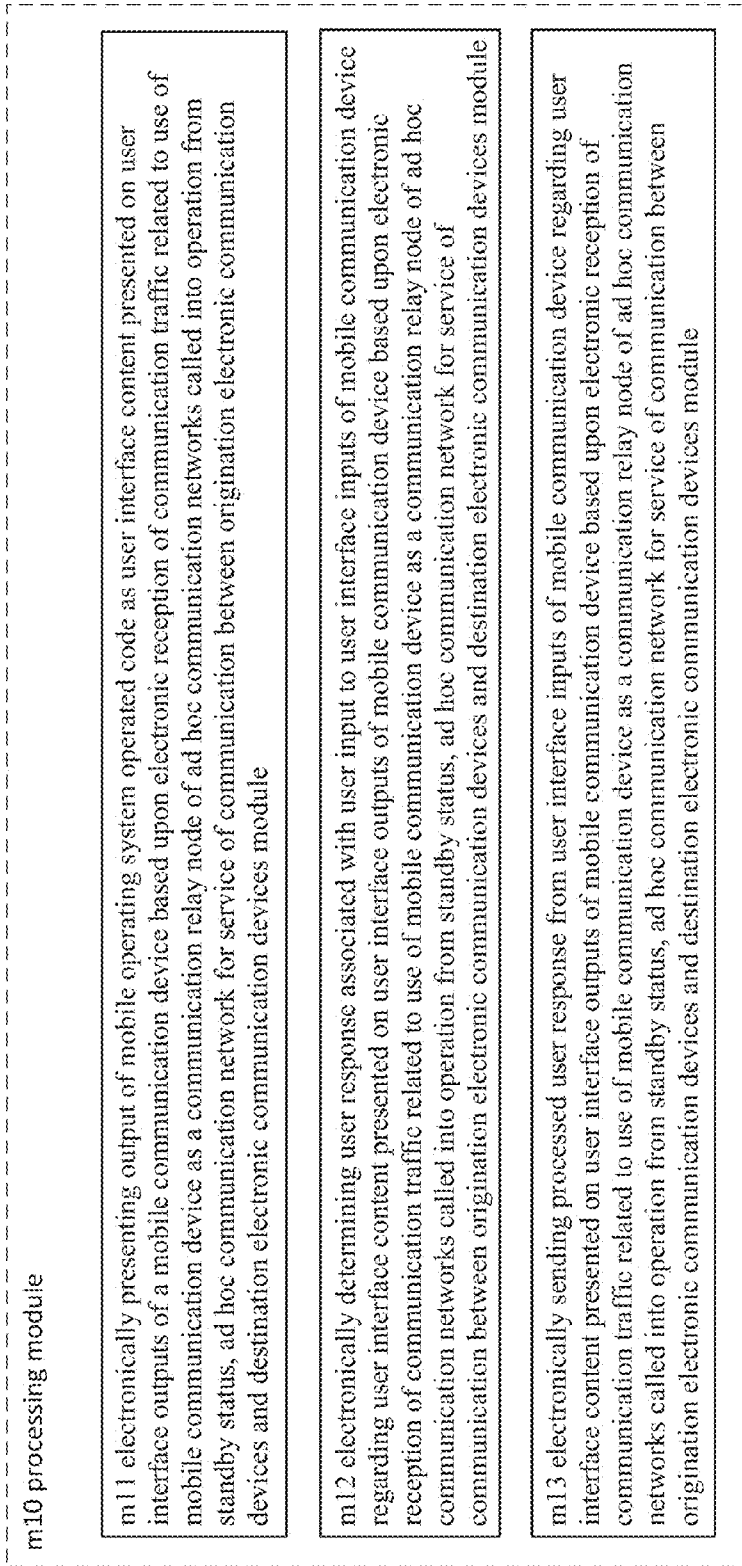 m10 processing module
m11 electronically presenting output of mobile operating system operated code as user interface content presented on user
interface outputs of a mobile communication device based upon electronic reception of communication traffic related to use of
mobile communication device as a communication relay node of ad hoc communication networks called into operation from
standby status, ad hoc communication network for service of communication between origination electronic communication
devices and destination electronic communication devices module
m12 electronically determining user response associated with user input to user interface inputs of mobile communication device
regarding user interface content presented on user interface outputs of mobile communication device based upon electronic
reception of communication traffic related to use of mobile communication device as a communication relay node of ad hoc
communication networks called into operation from standby status, ad hoc communication network for service of
communication between origination electronic communication devices and destination electronic communication devices module
m13 electronically sending processed user response from user interface inputs of mobile communication device regarding user
interface content presented on user interface outputs of mobile communication device based upon electronic reception of
communication traffic related to use of mobile communication device as a communication relay node of ad hoc communication
networks called into operation from standby status, ad hoc communication network for service of communication between
origination electronic communication devices and destination electronic communication devices module